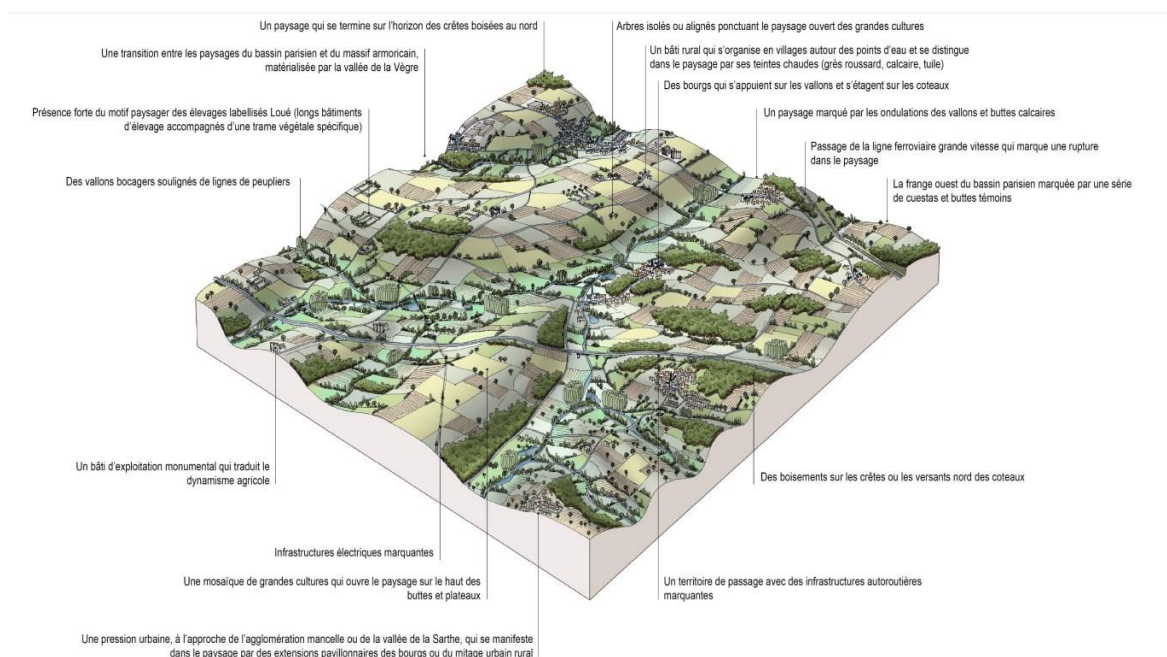 Un paysage qui se termine sur l'horizon des crêtes boisées au nord
Arbres isolés ou alignés ponctuant le paysage ouvert des grandes cultures
Une transition entre les paysages du bassin parisien et du massif armoricain,
matérialisée par la vallée de la Vègre
Un bâti rural qui s'organise en villages autour des points d'eau et se distingue
dans le paysage par ses teintes chaudes (grès roussard, calcaire, tuile)
Des bourgs qui s'appuient sur les vallons et s'étagent sur les coteaux
Présence forte du motif paysager des élevages labellisés Loué (longs bâtiments
d'élevage accompagnés d'une trame végétale spécifique)
Un paysage marqué par les ondulations des vallons et buttes calcaires
Passage de la ligne ferroviaire grande vitesse qui marque une rupture
dans le paysage
Des vallons bocagers soulignés de lignes de peupliers
La frange ouest du bassin parisien marquée par une série
de cuestas et buttes témoins
Un bâti d'exploitation monumental qui traduit le
dynamisme agricole
Des boisements sur les crêtes ou les versants nord des coteaux
Infrastructures électriques marquantes
Une mosaïque de grandes cultures qui ouvre le paysage sur le haut des
buttes et plateaux
Un territoire de passage avec des infrastructures autoroutières
marquantes
Une pression urbaine, à l'approche de l'agglomération mancelle ou de la vallée de la Sarthe, qui se manifeste
dans le paysage par des extensions pavillonnaires des bourgs ou du mitage urbain rural